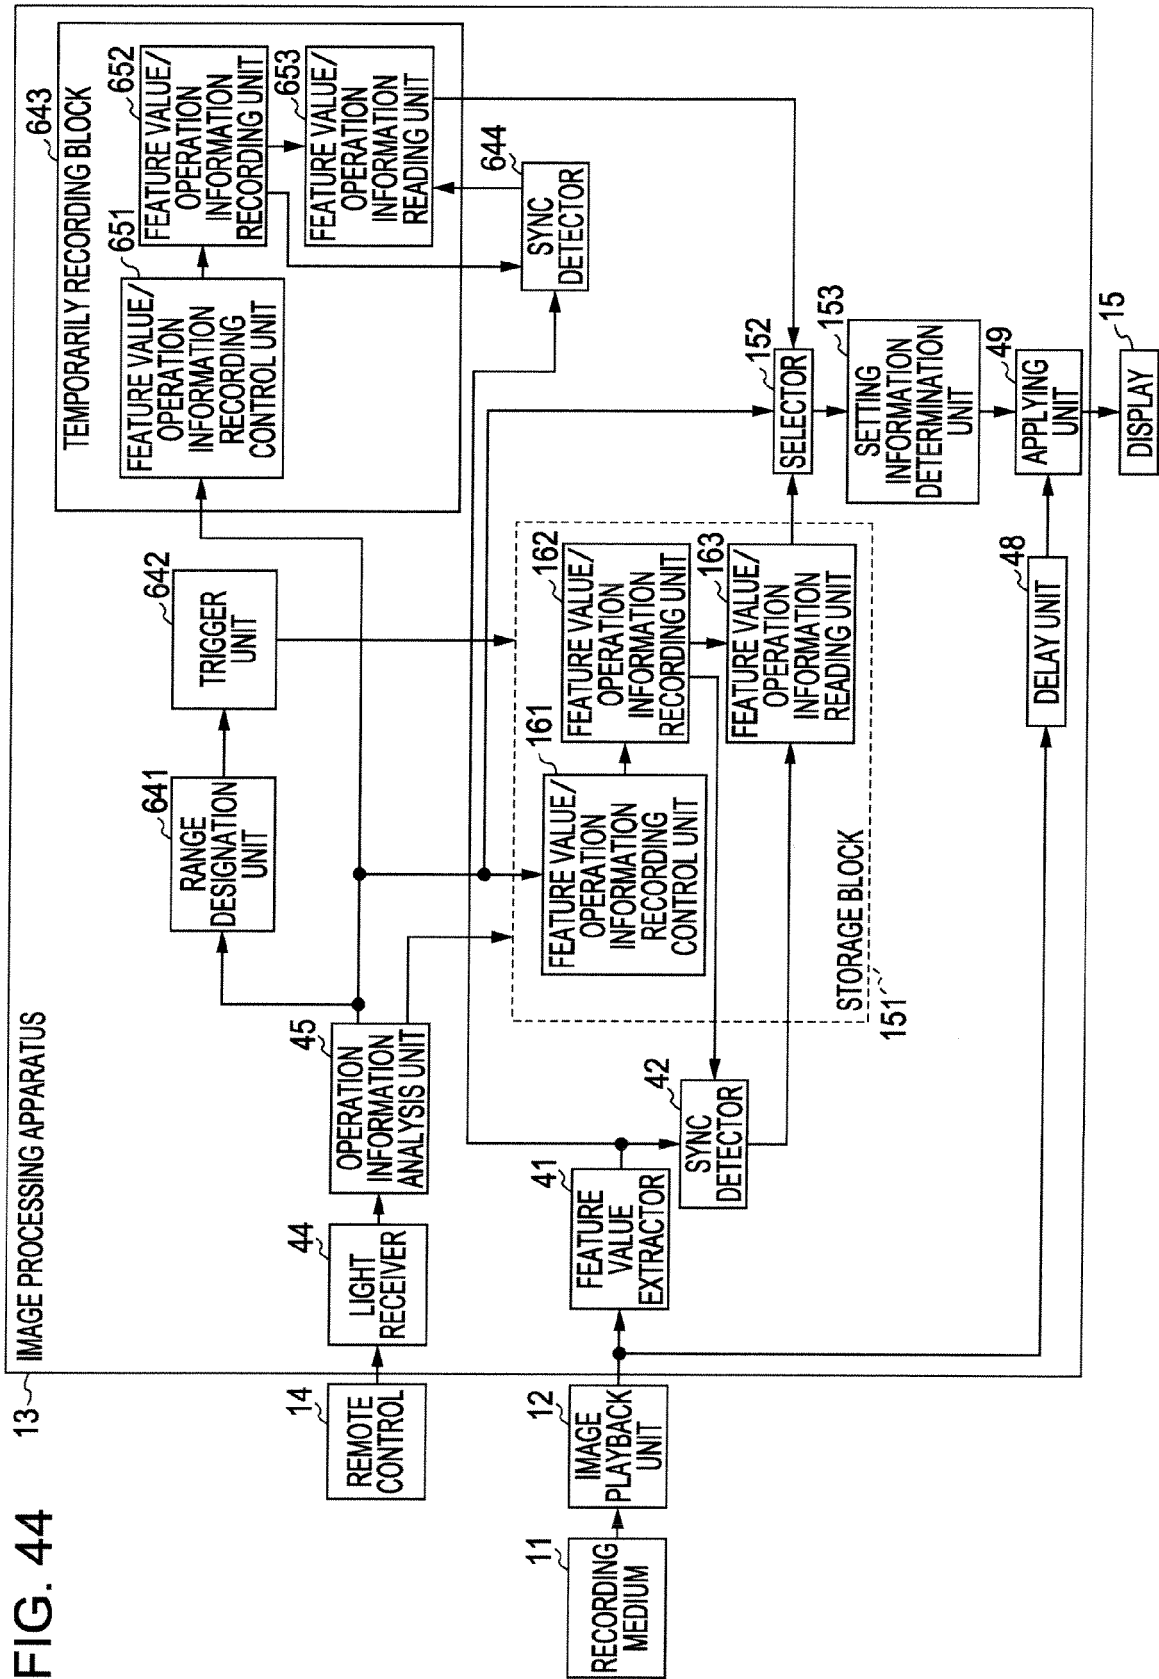 FIG. 44
13
IMAGE PROCESSING APPARATUS
14
REMOTE
CONTROL
44
LIGHT
RECEIVER
45
OPERATION
INFORMATION
ANALYSIS UNIT
641
RANGE
DESIGNATION
UNIT
642
TRIGGER
UNIT
643
TEMPORARILY RECORDING BLOCK
651
FEATURE VALUE/
OPERATION
INFORMATION
RECORDING
CONTROL UNIT
652
FEATURE VALUE/
OPERATION
INFORMATION
RECORDING UNIT
653
FEATURE VALUE/
OPERATION
INFORMATION
READING UNIT
644
SYNC
DETECTOR
11
RECORDING
MEDIUM
12
IMAGE
PLAYBACK
UNIT
41
FEATURE
VALUE
EXTRACTOR
42
SYNC
DETECTOR
161
FEATURE VALUE/
OPERATION
INFORMATION
RECORDING
CONTROL UNIT
162
FEATURE VALUE/
OPERATION
INFORMATION
RECORDING UNIT
163
FEATURE VALUE/
OPERATION
INFORMATION
READING UNIT
STORAGE BLOCK
151
152
SELECTOR
153
SETTING
INFORMATION
DETERMINATION
UNIT
48
DELAY UNIT
49
APPLYING
UNIT
15
DISPLAY